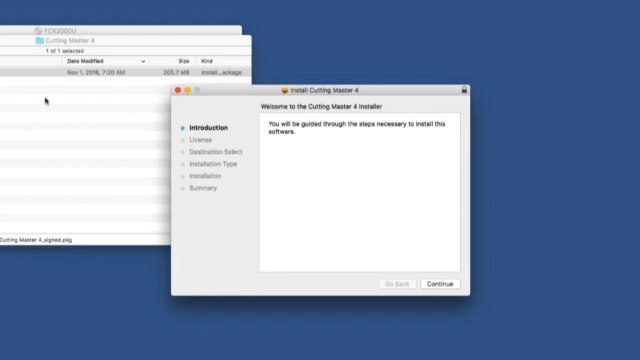 FCX2000U
Cutting Master 4
1 of 1 selected
Date Modified Size Kind
Nov 1, 2016, 7:20 AM 205.7 MB Install...ackage
Install Cutting Master 4
Welcome to the Cutting Master 4 Installer
Introduction
License
Destination Select
Installation Type
Installation
Summary
You will be guided through the steps necessary to install this
software.
Cutting Master 4_signed.pkg
Go Back Continue